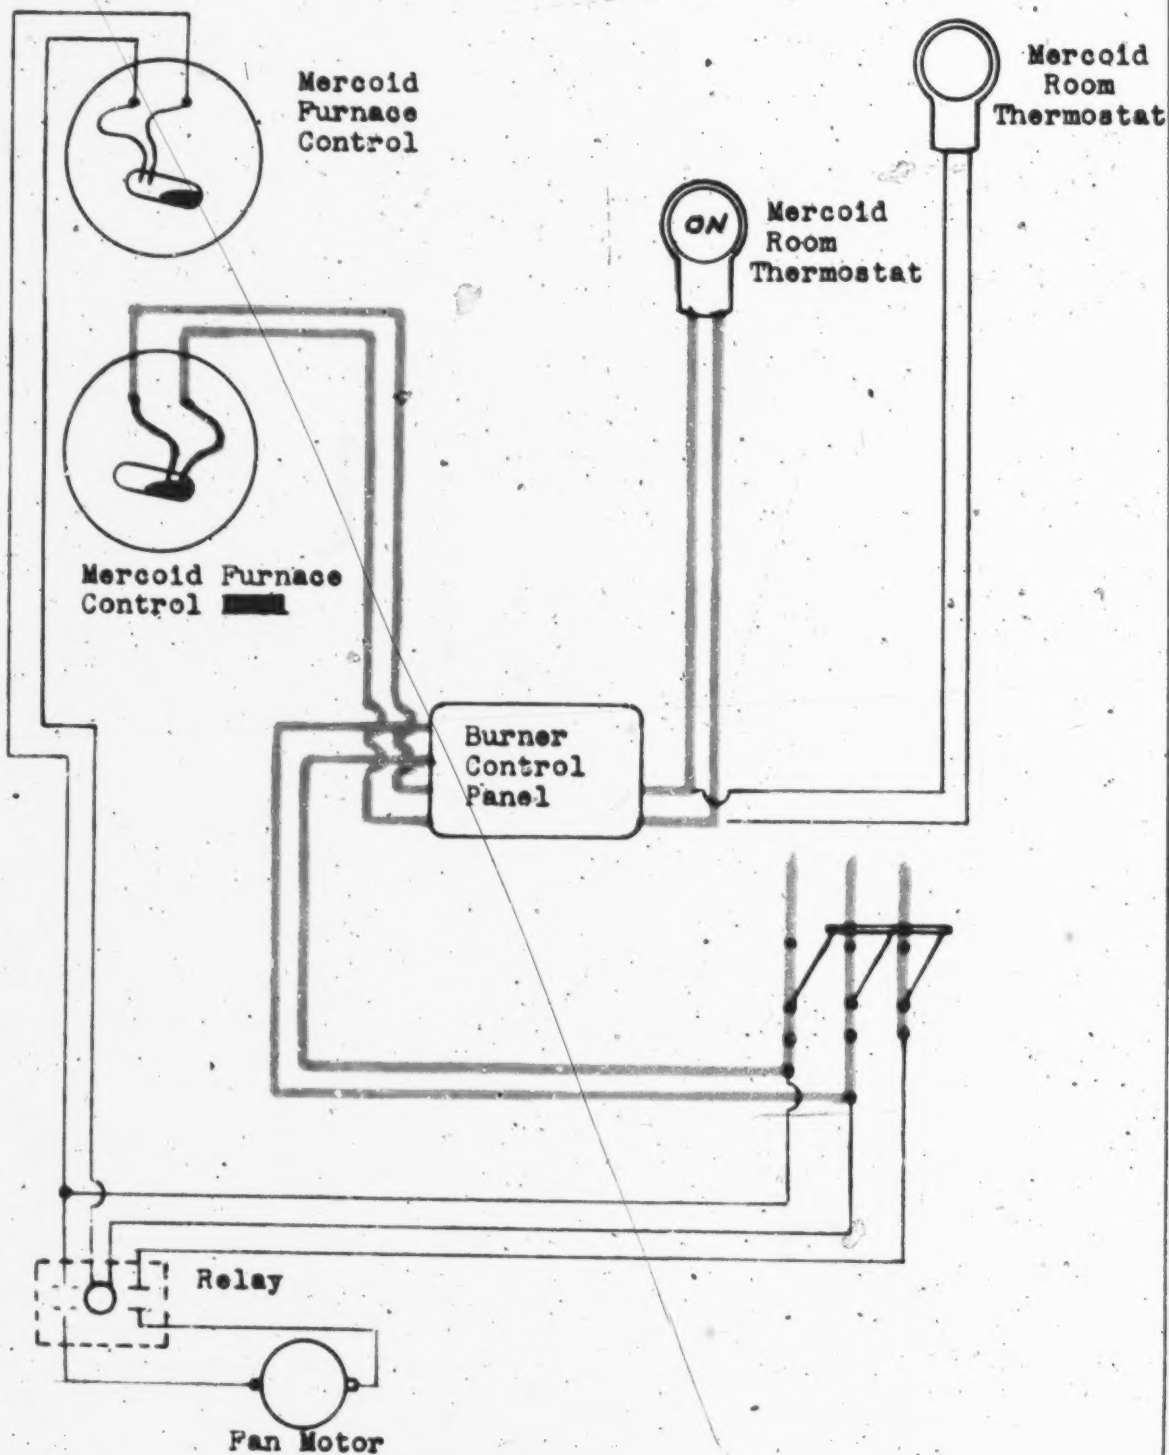 Mercoid
Furnace
Control
Mercoid
Room
Thermostat
ON
Mercoid
Room
Thermostat
Mercoid Furnace
Control
Burner
Control
Panel
Relay
Fan Motor